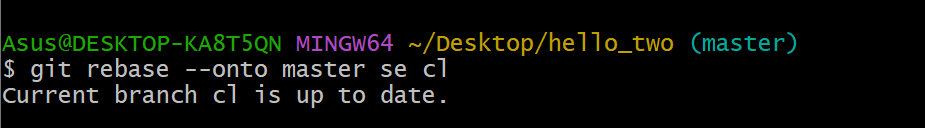 Asus@DESKTOP-KA8T5QN MINGW64 ~/Desktop/hello_two (master)
$ git rebase --onto master se cl
Current branch cl is up to date.